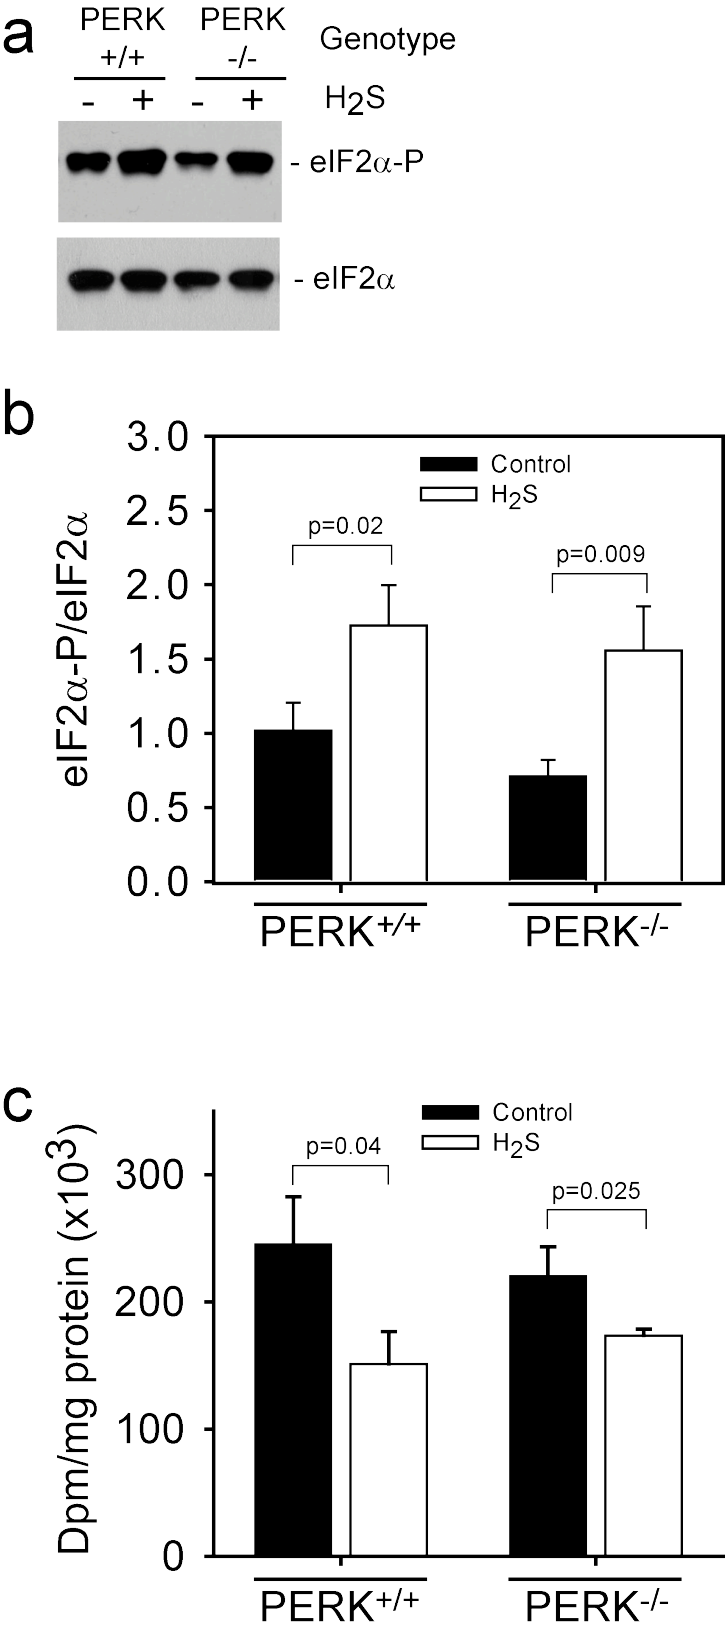 a
PERK PERK Genotype
+/+ -/-
- + - + H2S
- eIF2α-P
- eIF2α
b
eIF2α-P/eIF2α
3.0
2.5
2.0
1.5
1.0
0.5
0.0
Control
H2S
p=0.02
p=0.009
PERK+/+ PERK-/-
c
Dpm/mg protein (x10³)
300
200
100
0
Control
H2S
p=0.04
p=0.025
PERK+/+ PERK-/-